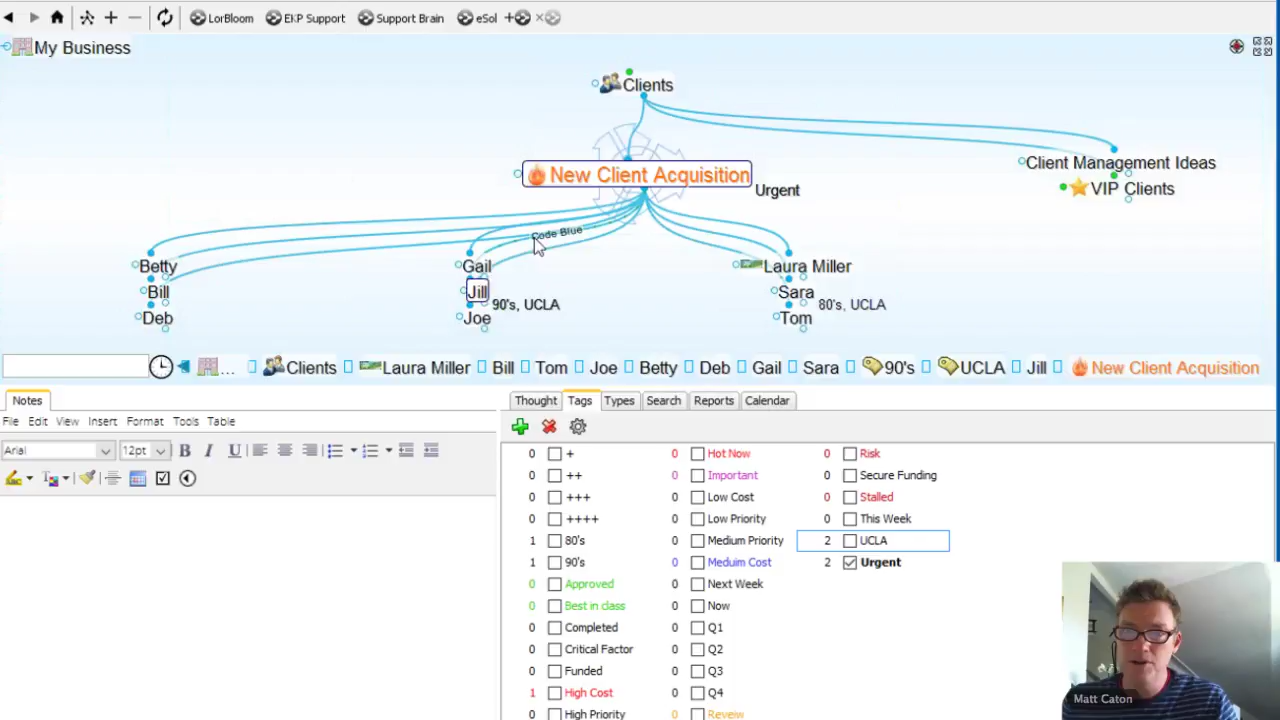 LorBloom EKP Support Support Brain eSol
My Business
Clients
Client Management Ideas
New Client Acquisition
Urgent
VIP Clients
Code Blue
Betty Gail Laura Miller
Bill Jill Sara
90's, UCLA 80's, UCLA
Deb Joe Tom
... Clients Laura Miller Bill Tom Joe Betty Deb Gail Sara 90's UCLA Jill New Client Acquisition
Notes Thought Tags Types Search Reports Calendar
File Edit View Insert Format Tools Table
Arial 12pt B I U
0 + 0 Hot Now 0 Risk
0 ++ 0 Important 0 Secure Funding
0 +++ 0 Low Cost 0 Stalled
0 ++++ 0 Low Priority 0 This Week
1 80's 0 Medium Priority 2 UCLA
1 90's 0 Meduim Cost 2 Urgent
0 Approved 0 Next Week
0 Best in class 0 Now
0 Completed 0 Q1
0 Critical Factor 0 Q2
0 Funded 0 Q3
1 High Cost 0 Q4
0 High Priority 0 Reveiw
Matt Caton